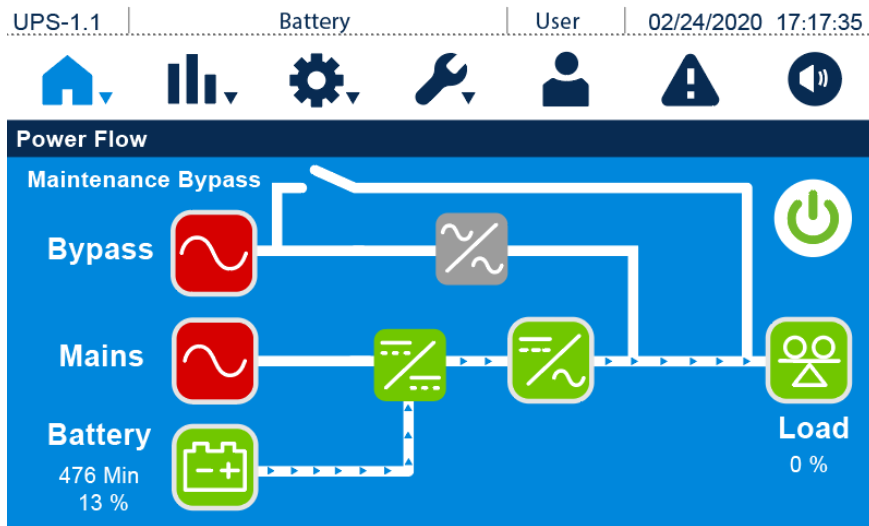 UPS-1.1 Battery User 02/24/2020 17:17:35
Power Flow
Maintenance Bypass
Bypass
Mains
Battery
476 Min
13 %
Load
0 %